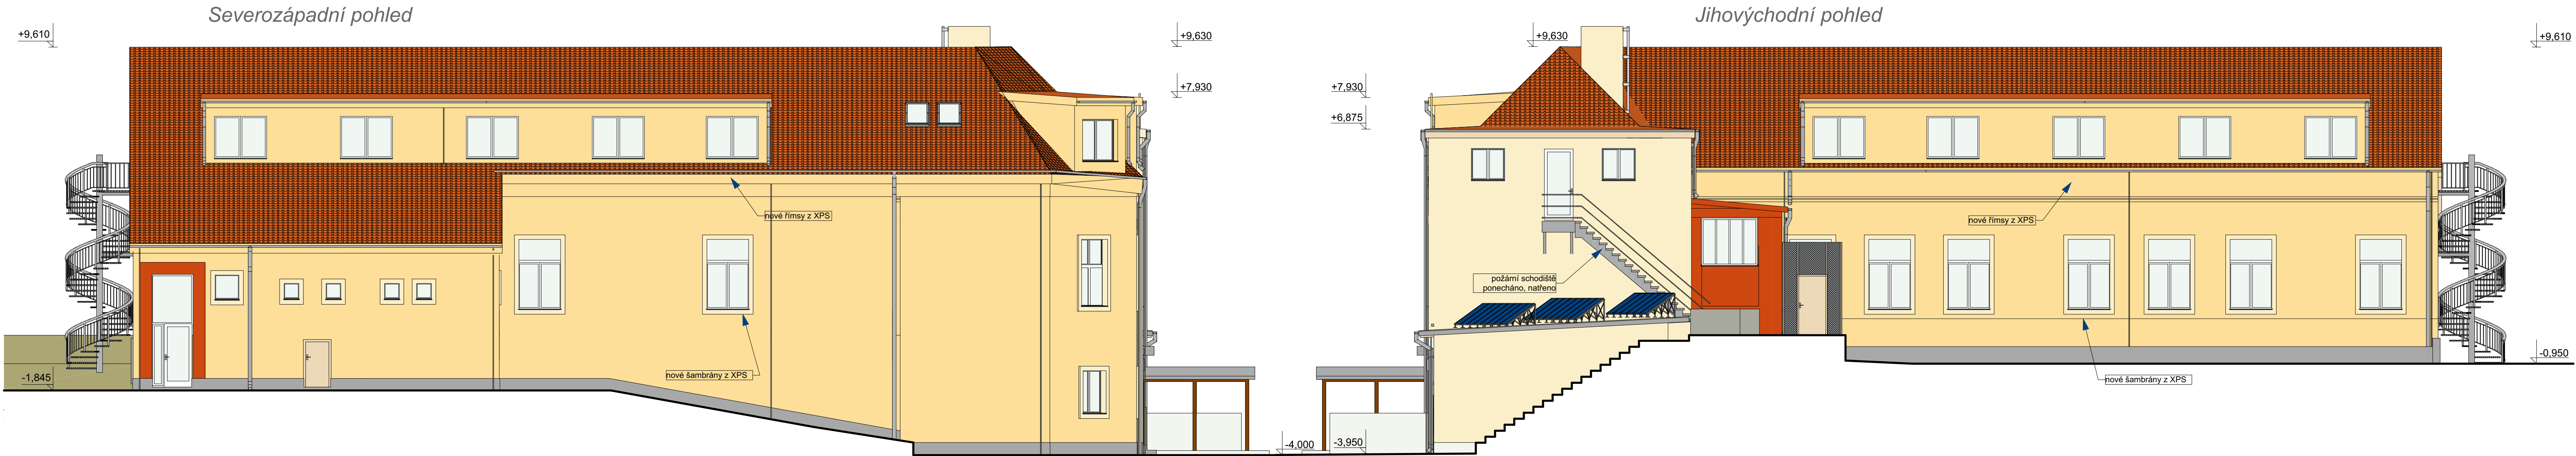 Severozápadní pohled
+9,610
+9,630
+7,930
nové římsy z XPS
nové šambrány z XPS
-1,845
-4,000
Jihovýchodní pohled
+9,630
+9,610
+7,930
+6,875
nové římsy z XPS
požární schodiště
ponecháno, natřeno
nové šambrány z XPS
-0,950
-3,950